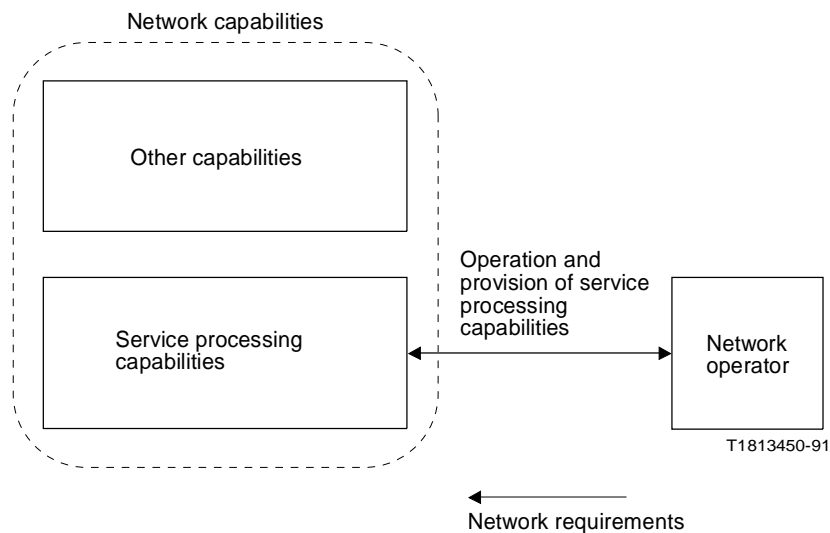 Network capabilities
Other capabilities
Operation and
provision of service
processing
capabilities
Service processing
capabilities
Network
operator
T1813450-91
Network requirements